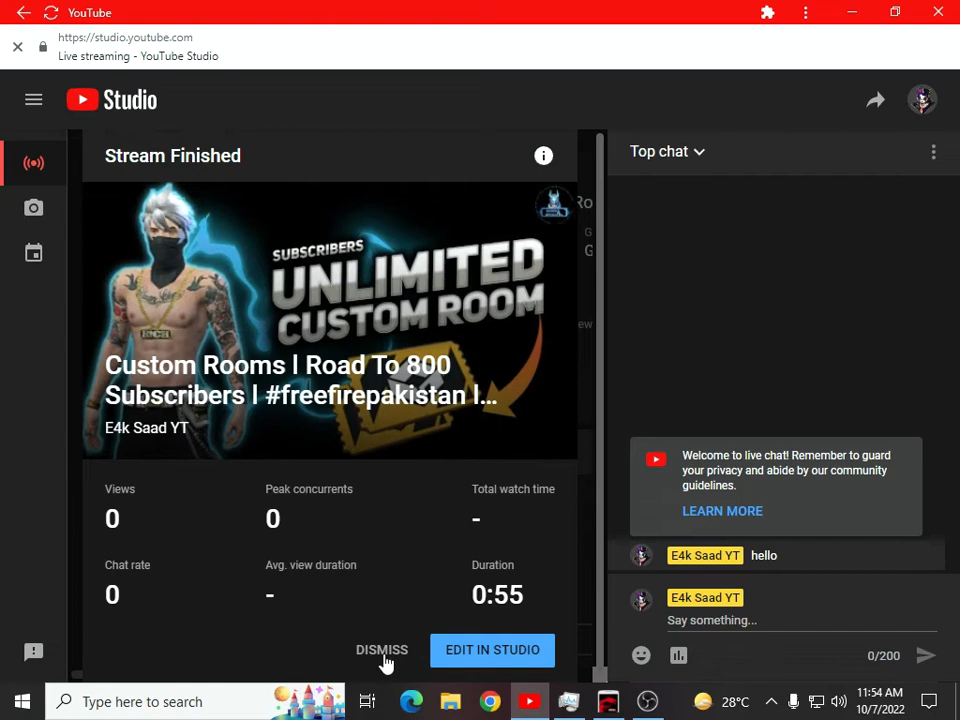 YouTube
https://studio.youtube.com
Live streaming - YouTube Studio
Studio
Stream Finished
Top chat
SUBSCRIBERS
UNLIMITED
CUSTOM ROOM
RICH
Custom Rooms l Road To 800
Subscribers l #freefirepakistan l...
E4k Saad YT
Ro
G
G
ew
Views
Peak concurrents
Total watch time
0
0
-
Chat rate
Avg. view duration
Duration
0
-
0:55
DISMISS
EDIT IN STUDIO
Welcome to live chat! Remember to guard
your privacy and abide by our community
guidelines.
LEARN MORE
E4k Saad YT hello
E4k Saad YT
Say something...
0/200
Type here to search
28°C
11:54 AM
10/7/2022